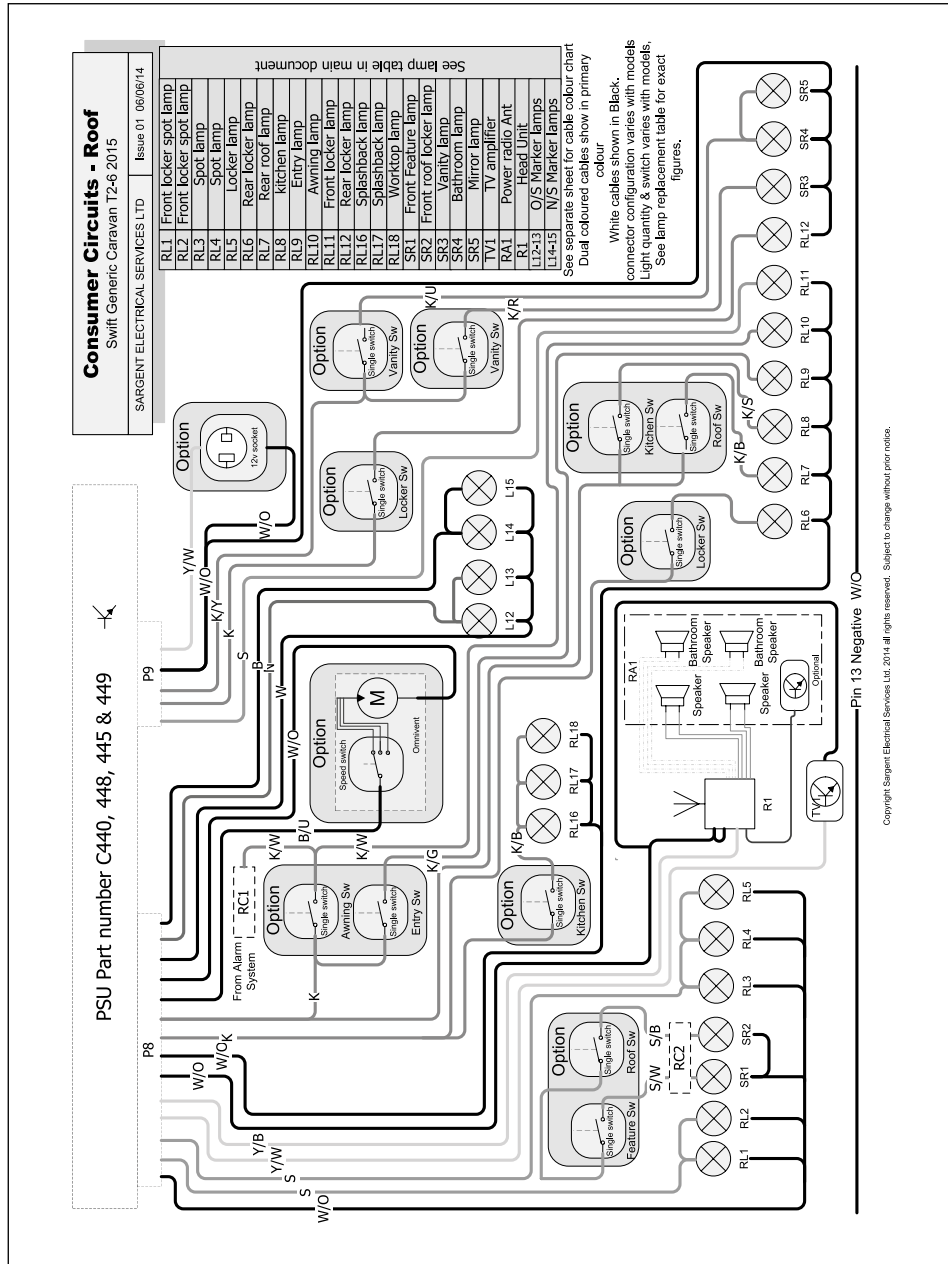 Consumer Circuits - Roof
Swift Generic Caravan T2-6 2015
SARGENT ELECTRICAL SERVICES LTD
Issue 01 06/06/14
RL1 Front locker spot lamp
RL2 Front locker spot lamp
RL3 Spot lamp
RL4 Spot lamp
RL5 Locker lamp
RL6 Rear locker lamp
RL7 Rear roof lamp
RL8 kitchen lamp
RL9 Entry lamp
RL10 Awning lamp
RL11 Front locker lamp
RL12 Rear locker lamp
RL16 Splashback lamp
RL17 Splashback lamp
RL18 Worktop lamp
SR1 Front Feature lamp
SR2 Front roof locker lamp
SR3 Vanity lamp
SR4 Bathroom lamp
SR5 Mirror lamp
TV1 TV amplifier
RA1 Power radio Ant
R1 Head Unit
L12-13 O/S Marker lamps
L14-15 N/S Marker lamps
See lamp table in main document
See separate sheet for cable colour chart
Dual coloured cables show in primary
colour
White cables shown in Black.
connector configuration varies with models
Light quantity & switch varies with models,
See lamp replacement table for exact
figures.
PSU Part number C440, 448, 445 & 449
P8
P9
Y/W
W/O
W/O
K/Y
K
S
B
N
W
W/O
Option
12v socket
Option
Single switch
Vanity Sw
K/U
Option
Single switch
Vanity Sw
K/R
Option
Single switch
Locker Sw
L12
L13
L14
L15
Option
Speed switch
M
Omnivent
K/W
From Alarm
System
RC1
K/W
B/U
Option
Single switch
Awning Sw
Single switch
Entry Sw
K/G
K
Option
Single switch
Kitchen Sw
K/B
RL16
RL17
RL18
Option
Single switch
Kitchen Sw
Single switch
Roof Sw
K/S
K/B
Option
Single switch
Locker Sw
RL6
RL7
RL8
RL9
RL10
RL11
RL12
SR3
SR4
SR5
W/O
W/O
K
Y/B
Y/W
S
S
W/O
Option
Single switch
Feature Sw
Single switch
Roof Sw
S/W
S/B
RC2
RL1
RL2
SR1
SR2
RL3
RL4
RL5
R1
TV1
RA1
Speaker
Bathroom
Speaker
Speaker
Bathroom
Speaker
Optional
Pin 13 Negative W/O
Copyright Sargent Electrical Services Ltd. 2014 all rights reserved. Subject to change without prior notice.